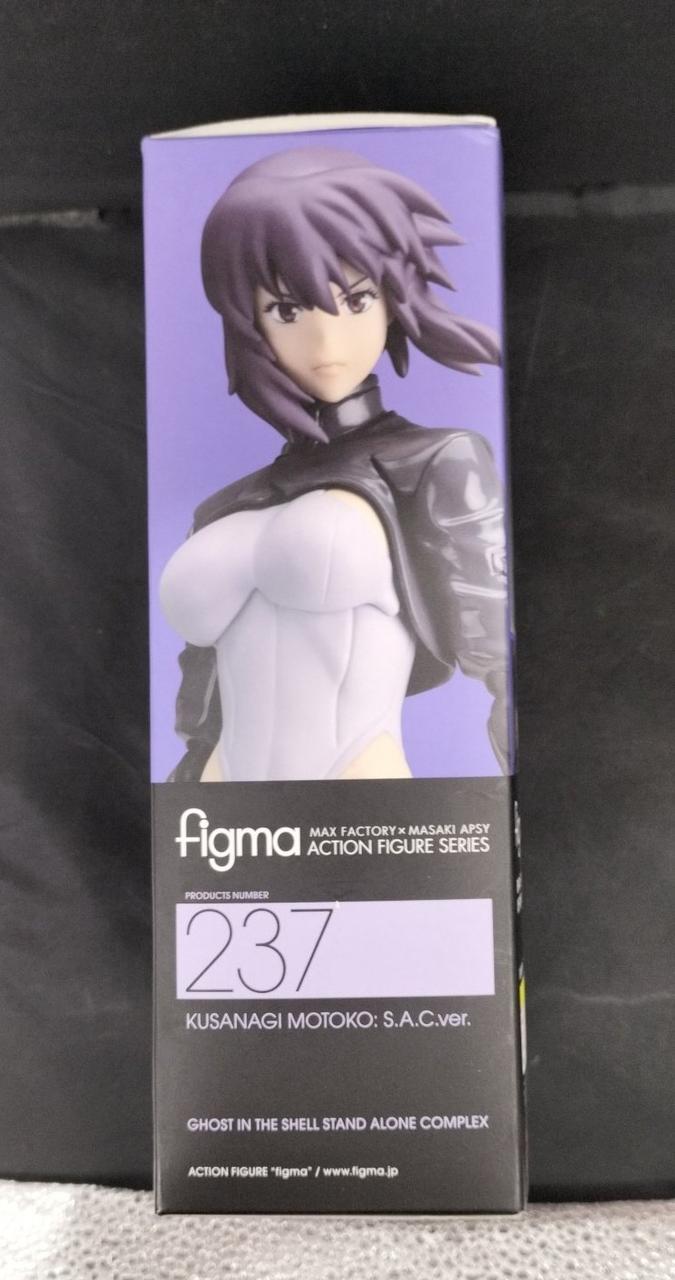 figma
MAX FACTORY × MASAKI APSY
ACTION FIGURE SERIES
PRODUCTS NUMBER
237
KUSANAGI MOTOKO: S.A.C.ver.
GHOST IN THE SHELL STAND ALONE COMPLEX
ACTION FIGURE "figma" / www.figma.jp